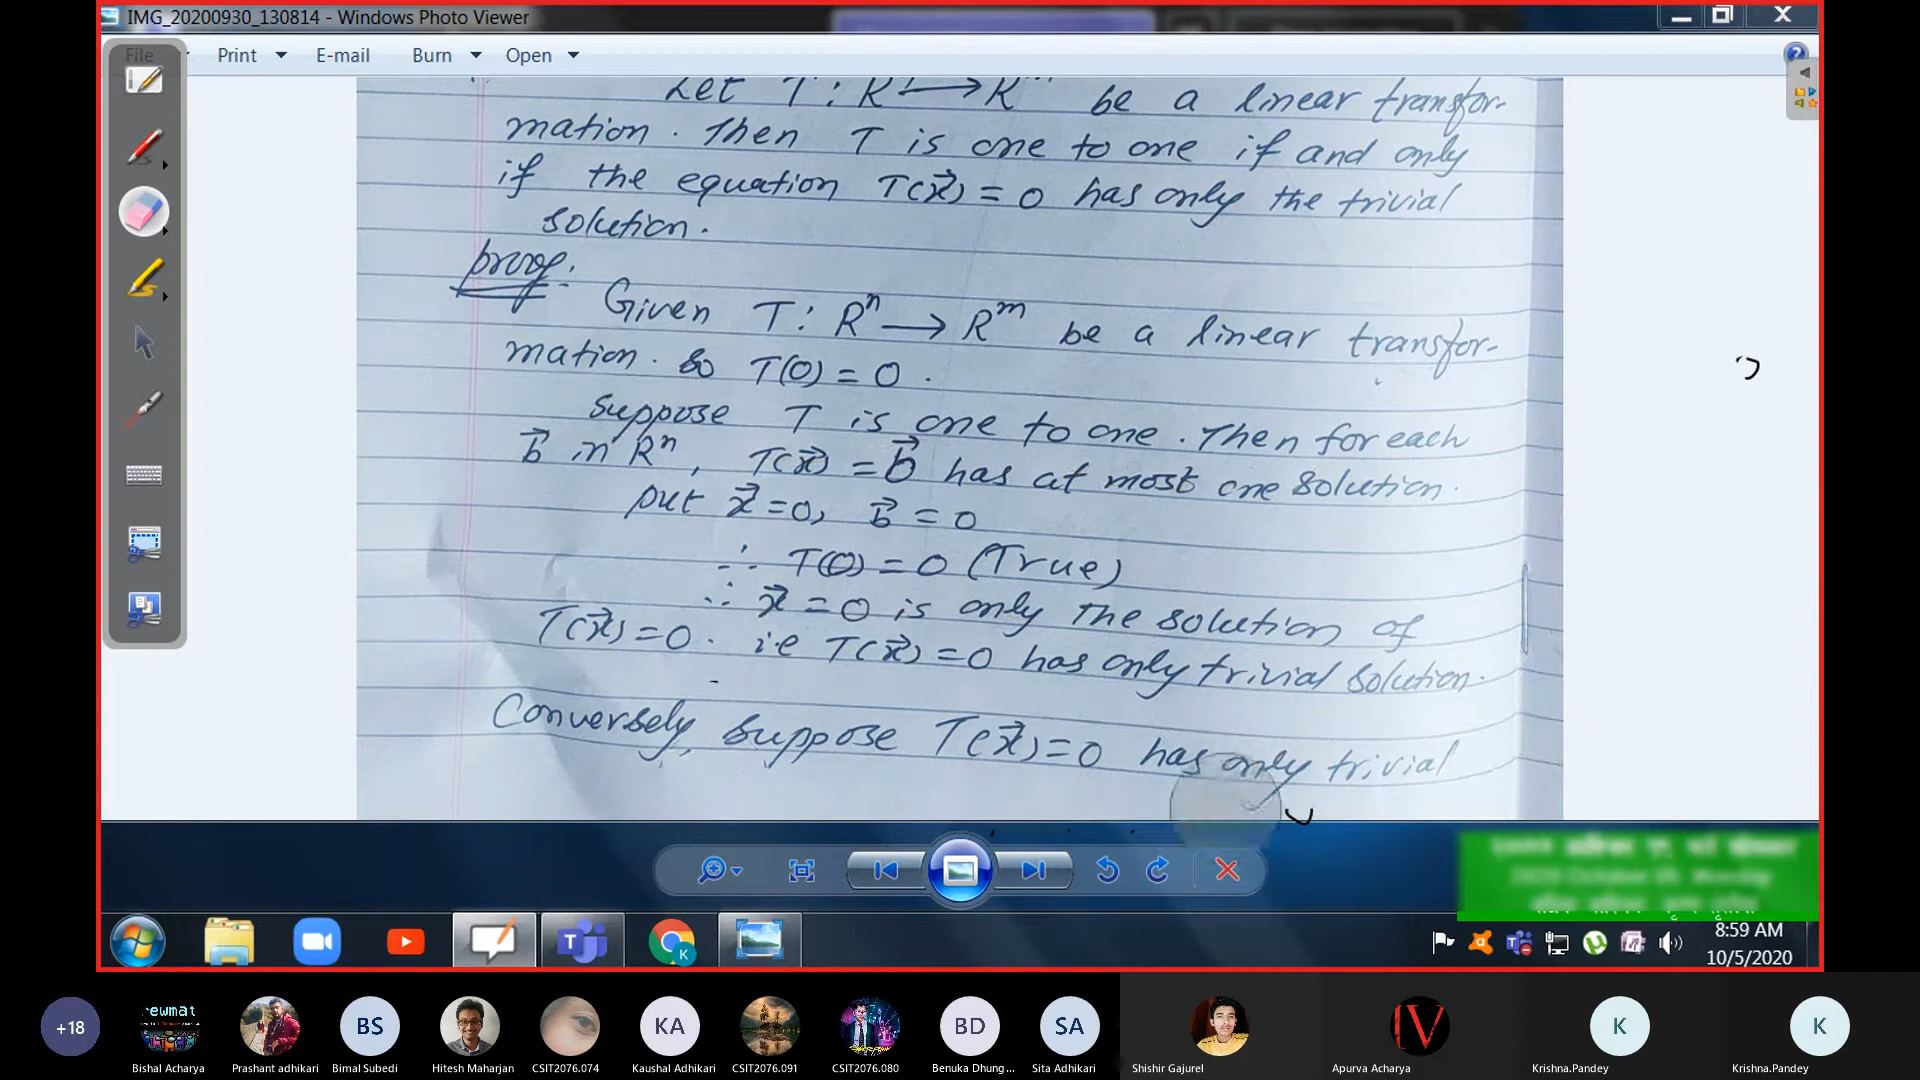 IMG_20200930_130814 - Windows Photo Viewer
File Print E-mail Burn Open
Let T : R → R be a linear transfor-
mation. Then T is one to one if and only
if the equation T(x⃗) = 0 has only the trivial
solution.
proof:
Given T : Rⁿ → Rᵐ be a linear transfor-
mation. so T(0) = 0.
suppose T is one to one. Then for each
b⃗ in Rⁿ, T(x⃗) = b⃗ has at most one solution.
put x⃗ = 0, b⃗ = 0
∴ T(0) = 0 (True)
∴ x⃗ = 0 is only the solution of
T(x⃗) = 0. i.e T(x⃗) = 0 has only trivial solution.
Conversely, suppose T(x⃗) = 0 has only trivial
8:59 AM
10/5/2020
+18
BS
KA
BD
SA
K
K
Bishal Acharya
Prashant adhikari
Bimal Subedi
Hitesh Maharjan
CSIT2076.074
Kaushal Adhikari
CSIT2076.091
CSIT2076.080
Benuka Dhung...
Sita Adhikari
Shishir Gajurel
Apurva Acharya
Krishna.Pandey
Krishna.Pandey